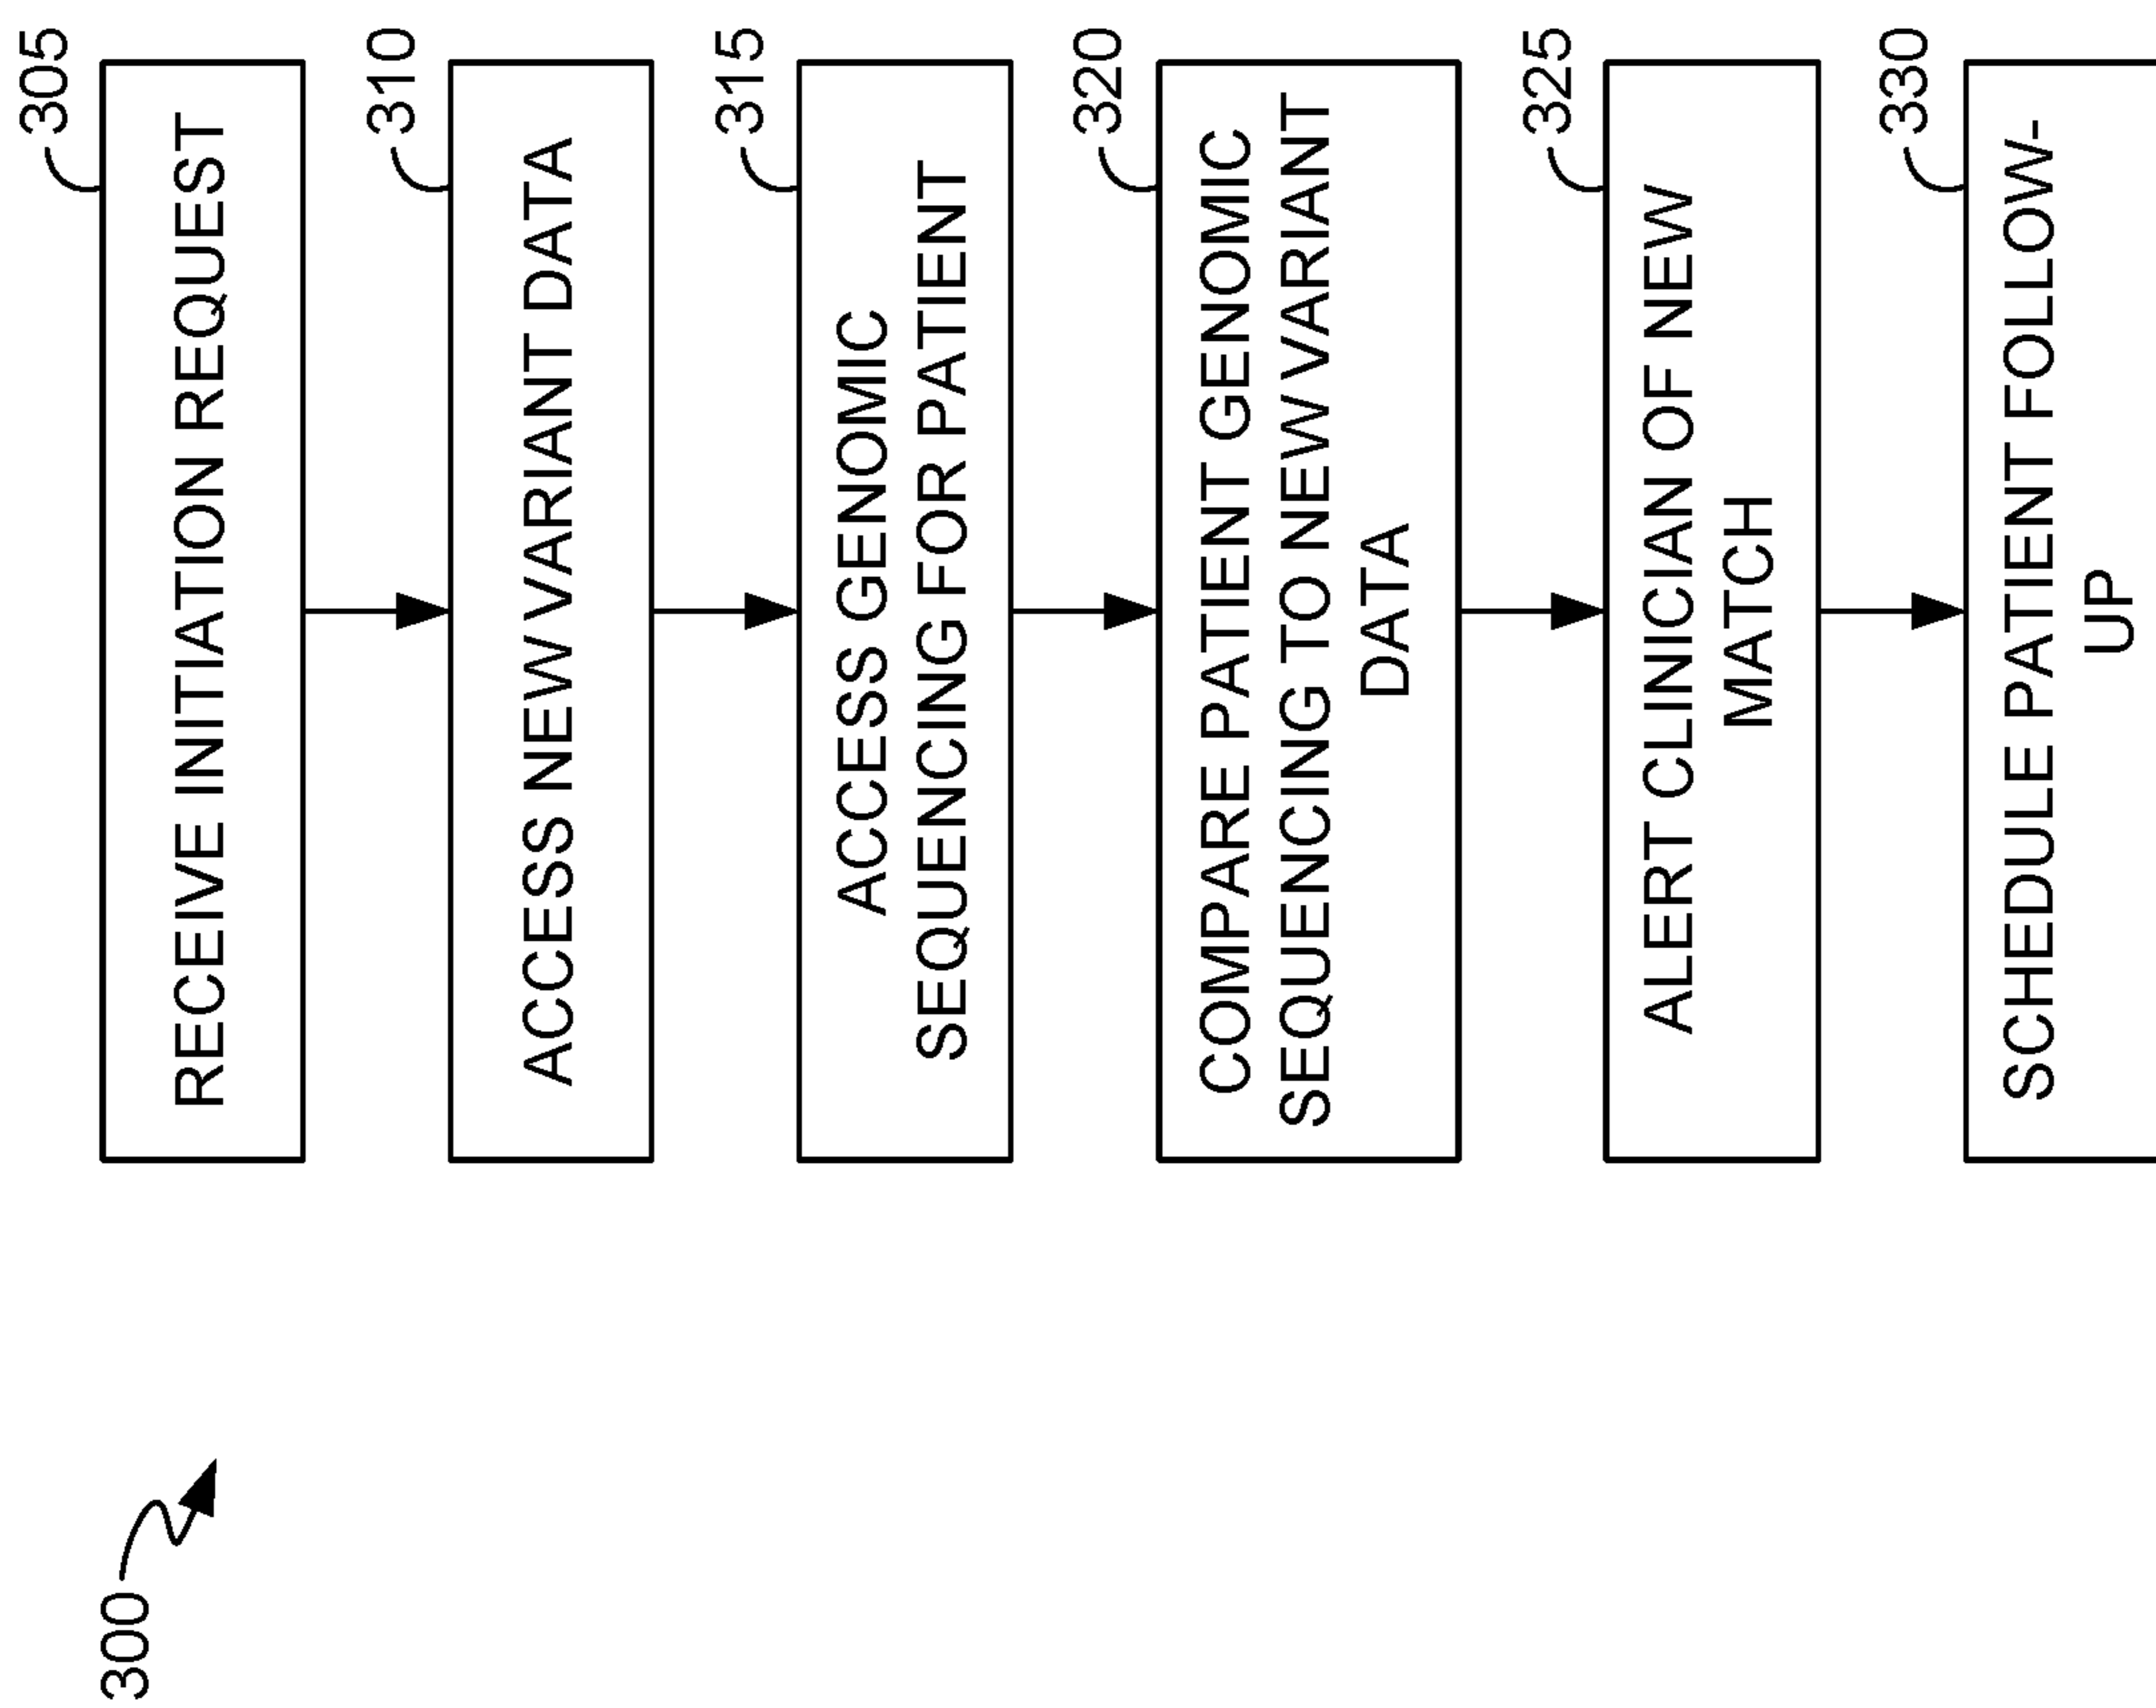 300
305
RECEIVE INITIATION REQUEST
310
ACCESS NEW VARIANT DATA
315
ACCESS GENOMIC
SEQUENCING FOR PATIENT
320
COMPARE PATIENT GENOMIC
SEQUENCING TO NEW VARIANT
DATA
325
ALERT CLINICIAN OF NEW
MATCH
330
SCHEDULE PATIENT FOLLOW-
UP